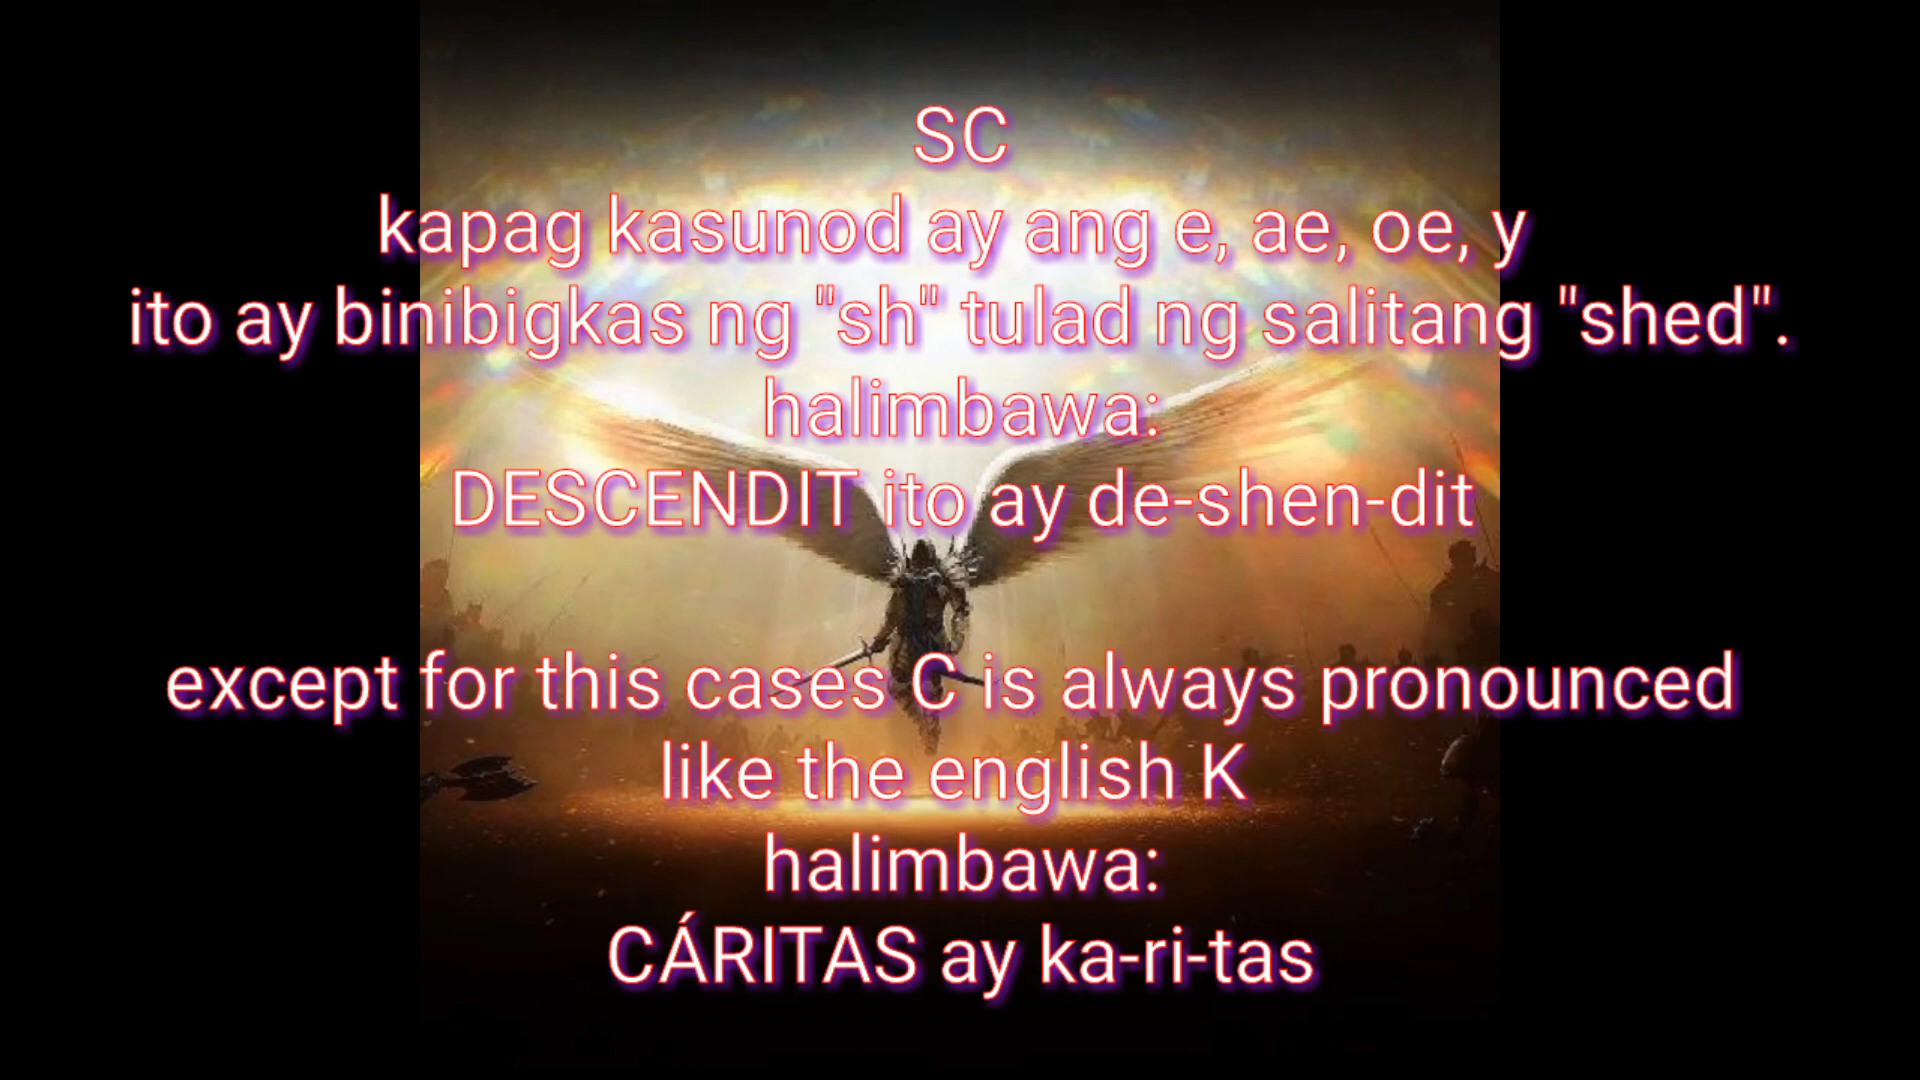 SC
kapag kasunod ay ang e, ae, oe, y
ito ay binibigkas ng "sh" tulad ng salitang "shed".
halimbawa:
DESCENDIT ito ay de-shen-dit
except for this cases C is always pronounced
like the english K
halimbawa:
CÁRITAS ay ka-ri-tas